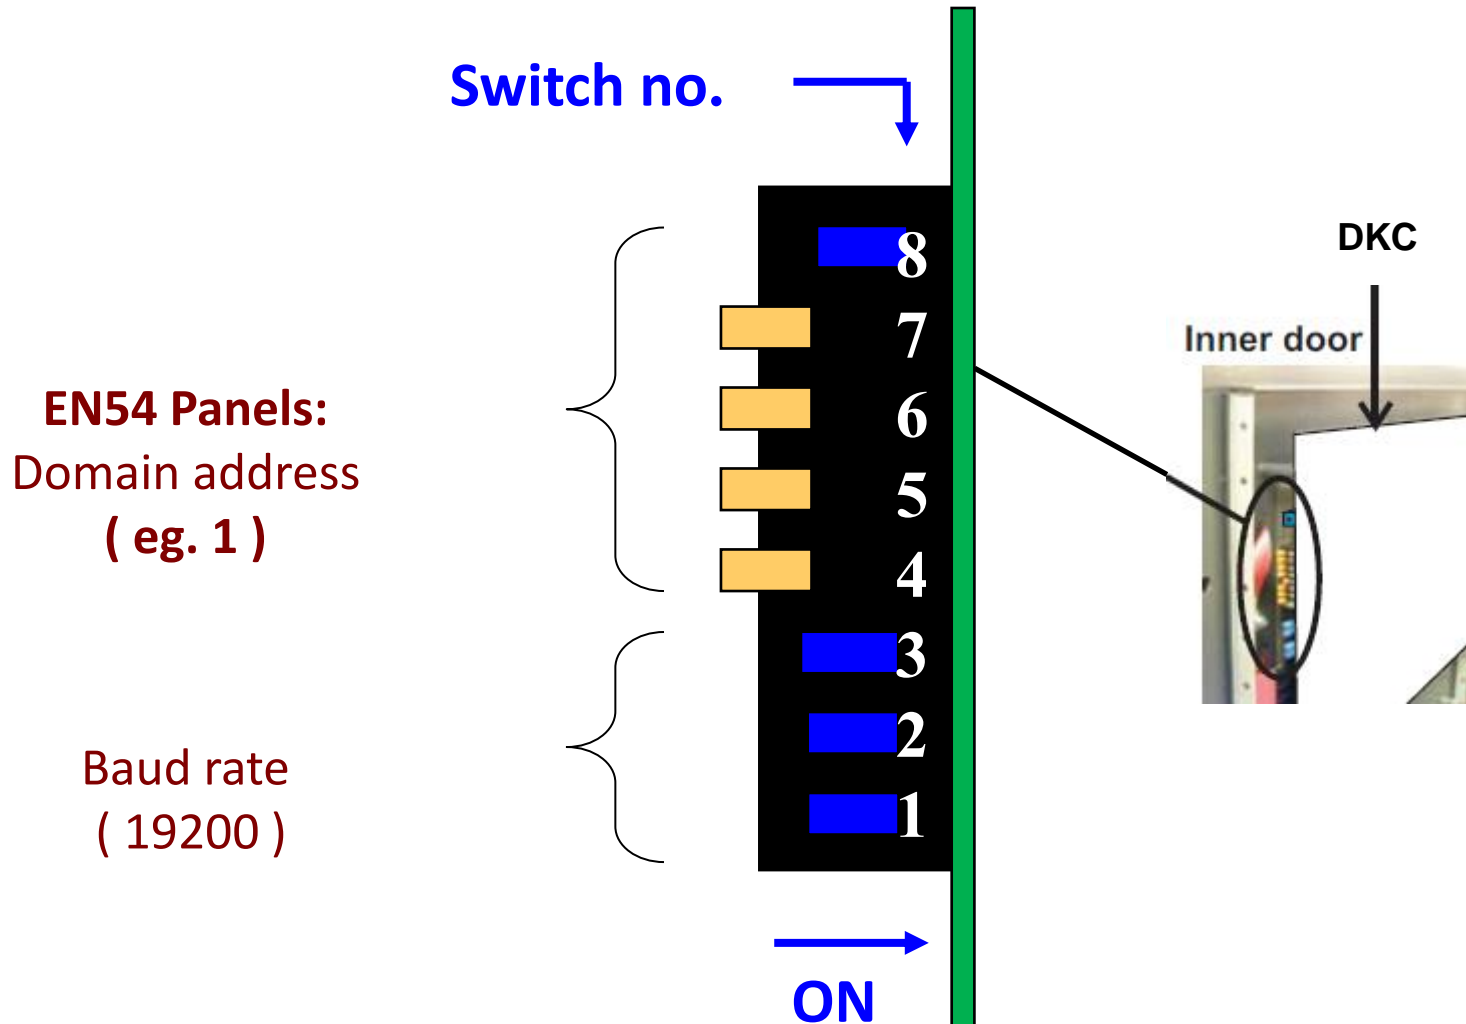 Switch no.
8
7
6
5
4
3
2
1
ON
EN54 Panels:
Domain address
( eg. 1 )
Baud rate
( 19200 )
DKC
Inner door